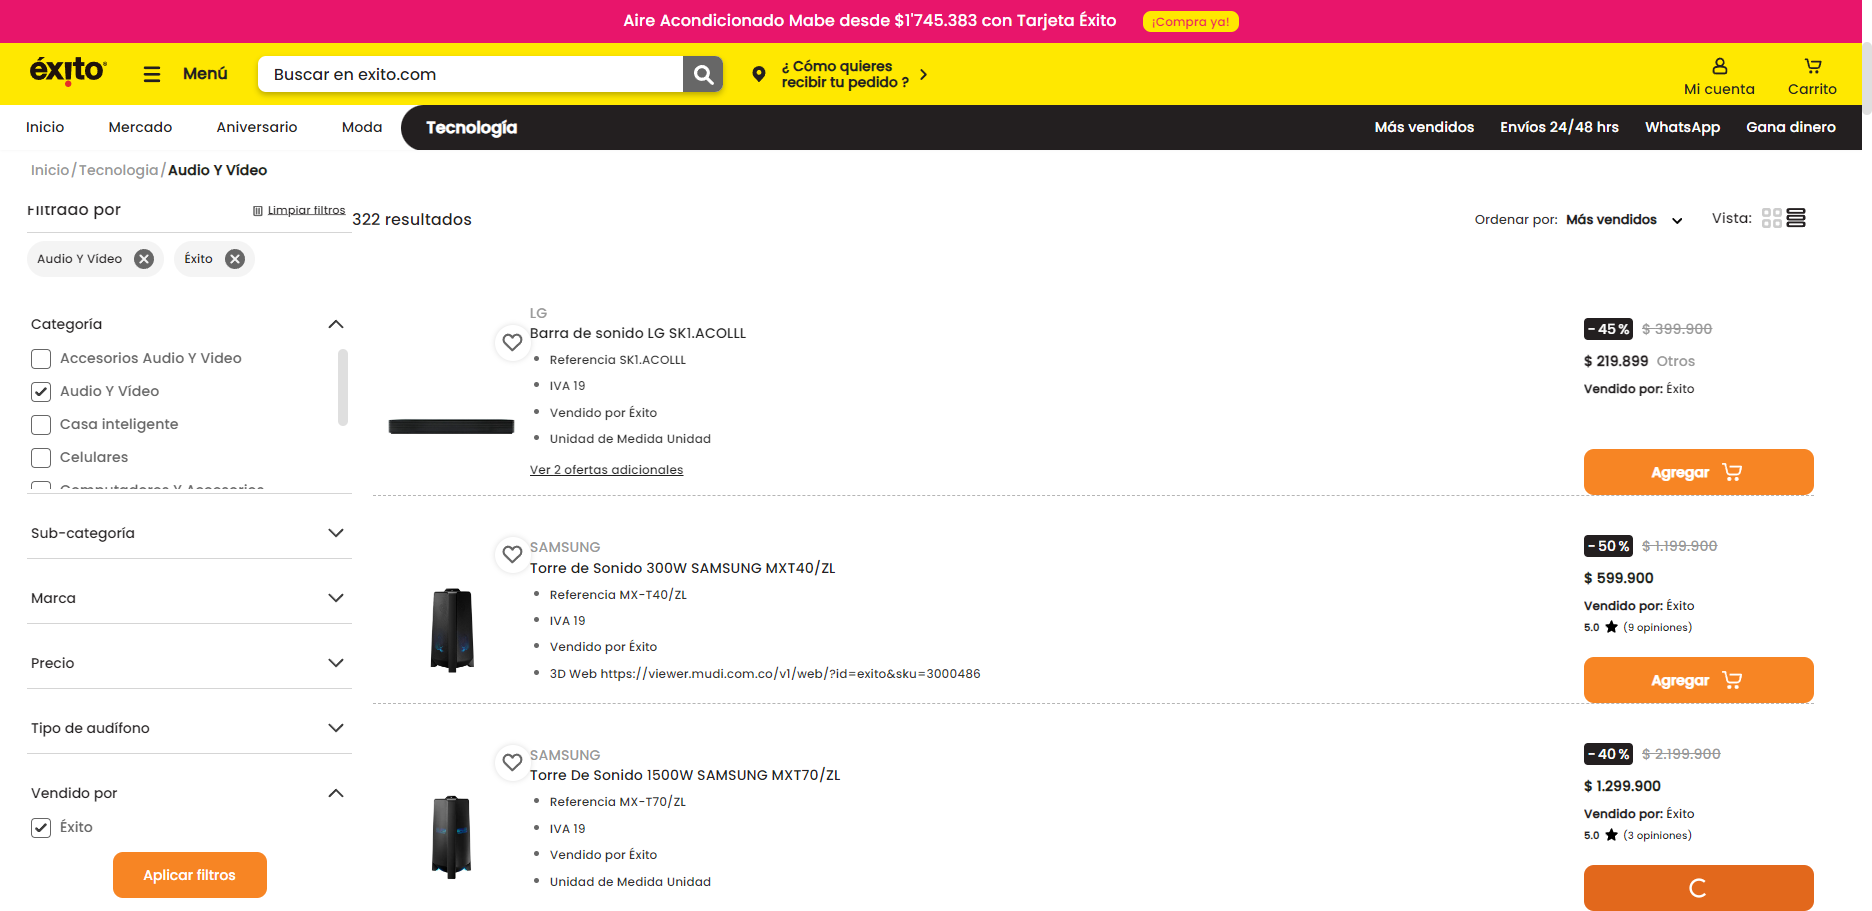 Aire Acondicionado Mabe desde $1'745.383 con Tarjeta Éxito
¡Compra ya!
éxito
Menú
Buscar en exito.com
¿ Cómo quieres
recibir tu pedido ?
Mi cuenta
Carrito
Inicio
Mercado
Aniversario
Moda
Tecnología
Más vendidos
Envíos 24/48 hrs
WhatsApp
Gana dinero
Inicio/Tecnologia/Audio Y Vídeo
Filtrado por
Limpiar filtros
322 resultados
Ordenar por: Más vendidos
Vista:
Audio Y Vídeo
Éxito
Categoría
Accesorios Audio Y Video
Audio Y Vídeo
Casa inteligente
Celulares
Computadores Y Accesorios
Sub-categoría
Marca
Precio
Tipo de audífono
Vendido por
Éxito
Aplicar filtros
LG
Barra de sonido LG SK1.ACOLLL
Referencia SK1.ACOLLL
IVA 19
Vendido por Éxito
Unidad de Medida Unidad
Ver 2 ofertas adicionales
- 45 % $ 399.900
$ 219.899 Otros
Vendido por: Éxito
Agregar
SAMSUNG
Torre de Sonido 300W SAMSUNG MXT40/ZL
Referencia MX-T40/ZL
IVA 19
Vendido por Éxito
3D Web https://viewer.mudi.com.co/v1/web/?id=exito&sku=3000486
- 50 % $ 1.199.900
$ 599.900
Vendido por: Éxito
5.0 (9 opiniones)
Agregar
SAMSUNG
Torre De Sonido 1500W SAMSUNG MXT70/ZL
Referencia MX-T70/ZL
IVA 19
Vendido por Éxito
Unidad de Medida Unidad
- 40 % $ 2.199.900
$ 1.299.900
Vendido por: Éxito
5.0 (3 opiniones)